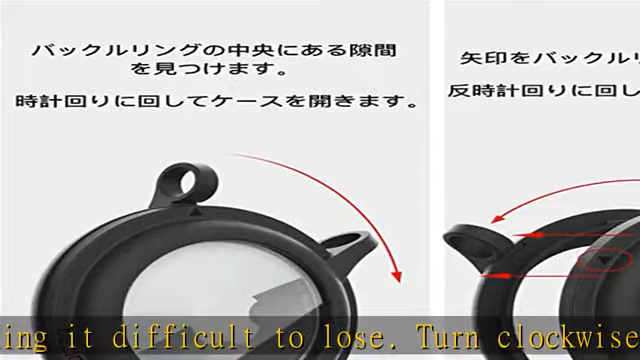 バックルリングの中央にある隙間
を見つけます。
時計回りに回してケースを開きます。
矢印をバックル
反時計回りに回し
ing it difficult to lose. Turn clockwise